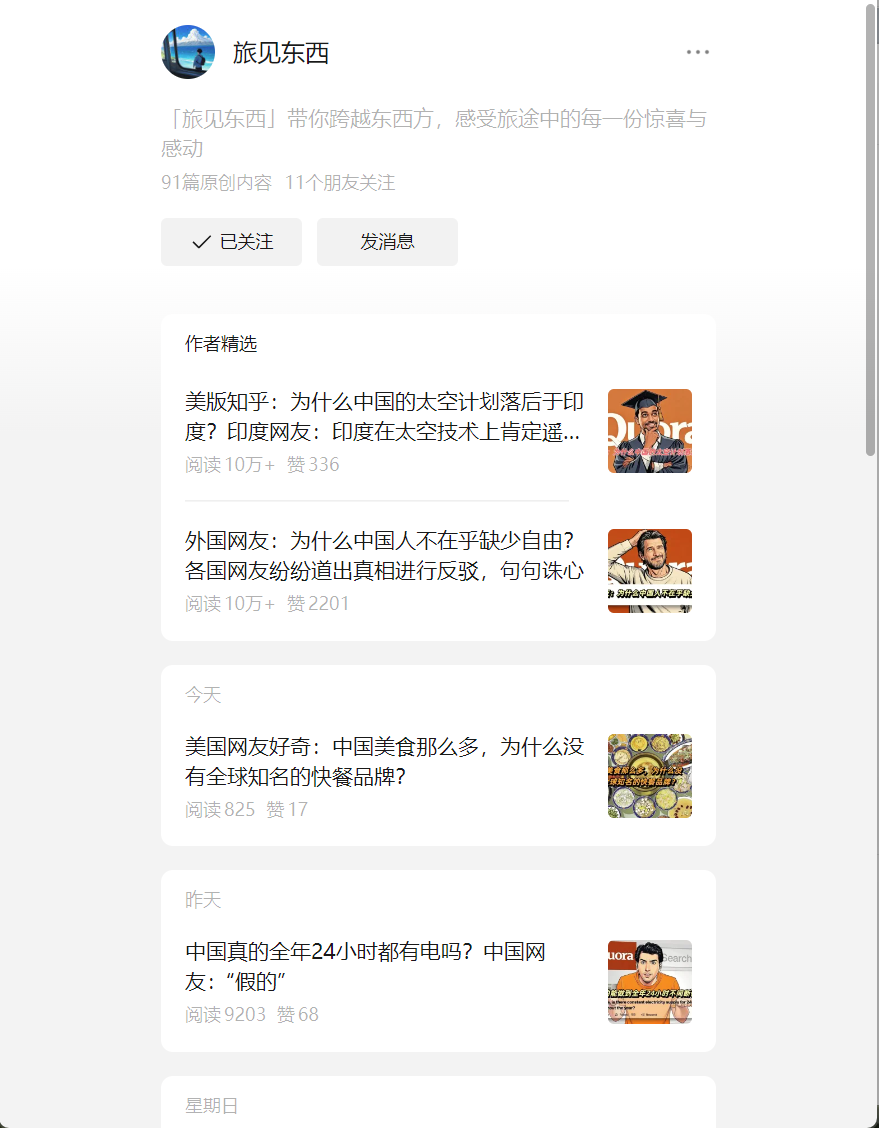 旅见东西
「旅见东西」带你跨越东西方，感受旅途中的每一份惊喜与
感动
91篇原创内容 11个朋友关注
已关注 发消息
作者精选
美版知乎：为什么中国的太空计划落后于印
度？印度网友：印度在太空技术上肯定遥...
阅读 10万+ 赞 336
外国网友：为什么中国人不在乎缺少自由？
各国网友纷纷道出真相进行反驳，句句诛心
阅读 10万+ 赞 2201
今天
美国网友好奇：中国美食那么多，为什么没
有全球知名的快餐品牌？
阅读 825 赞 17
昨天
中国真的全年24小时都有电吗？中国网
友：“假的”
阅读 9203 赞 68
uora
Search
星期日